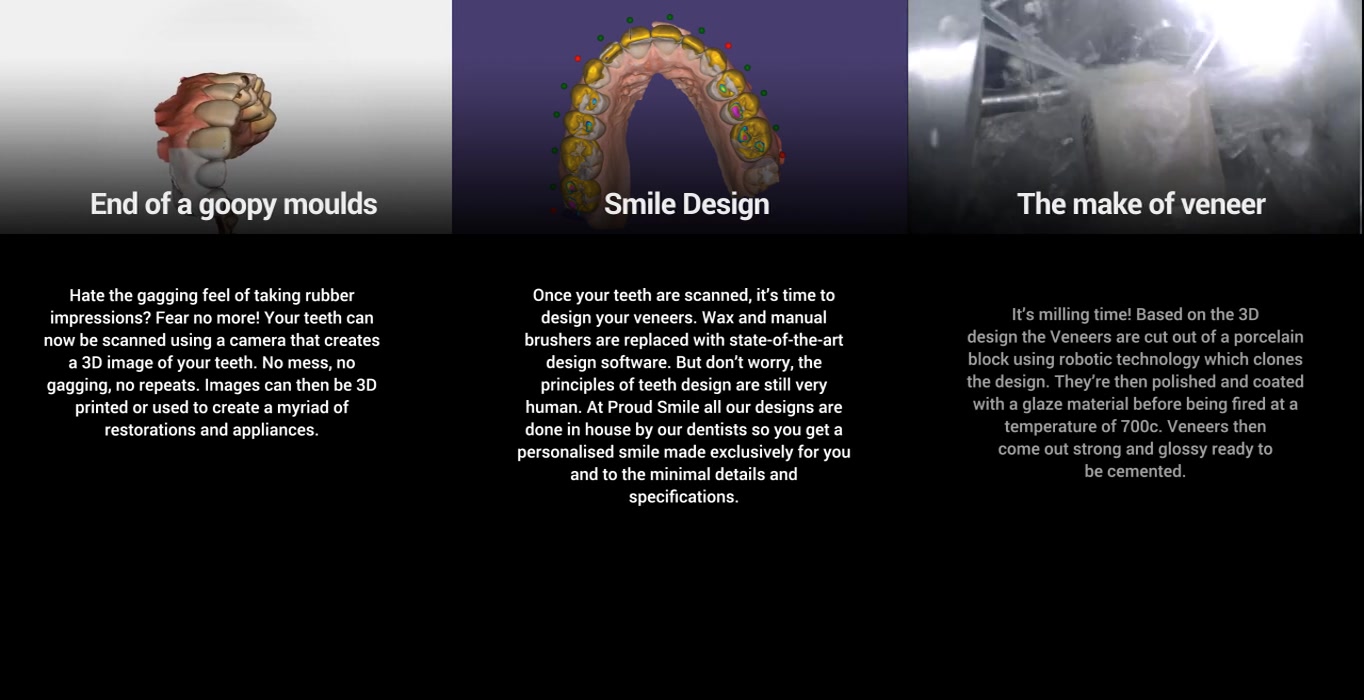 End of a goopy moulds
Hate the gagging feel of taking rubber
impressions? Fear no more! Your teeth can
now be scanned using a camera that creates
a 3D image of your teeth. No mess, no
gagging, no repeats. Images can then be 3D
printed or used to create a myriad of
restorations and appliances.
Smile Design
Once your teeth are scanned, it’s time to
design your veneers. Wax and manual
brushers are replaced with state-of-the-art
design software. But don’t worry, the
principles of teeth design are still very
human. At Proud Smile all our designs are
done in house by our dentists so you get a
personalised smile made exclusively for you
and to the minimal details and
specifications.
The make of veneer
It’s milling time! Based on the 3D
design the Veneers are cut out of a porcelain
block using robotic technology which clones
the design. They’re then polished and coated
with a glaze material before being fired at a
temperature of 700c. Veneers then
come out strong and glossy ready to
be cemented.